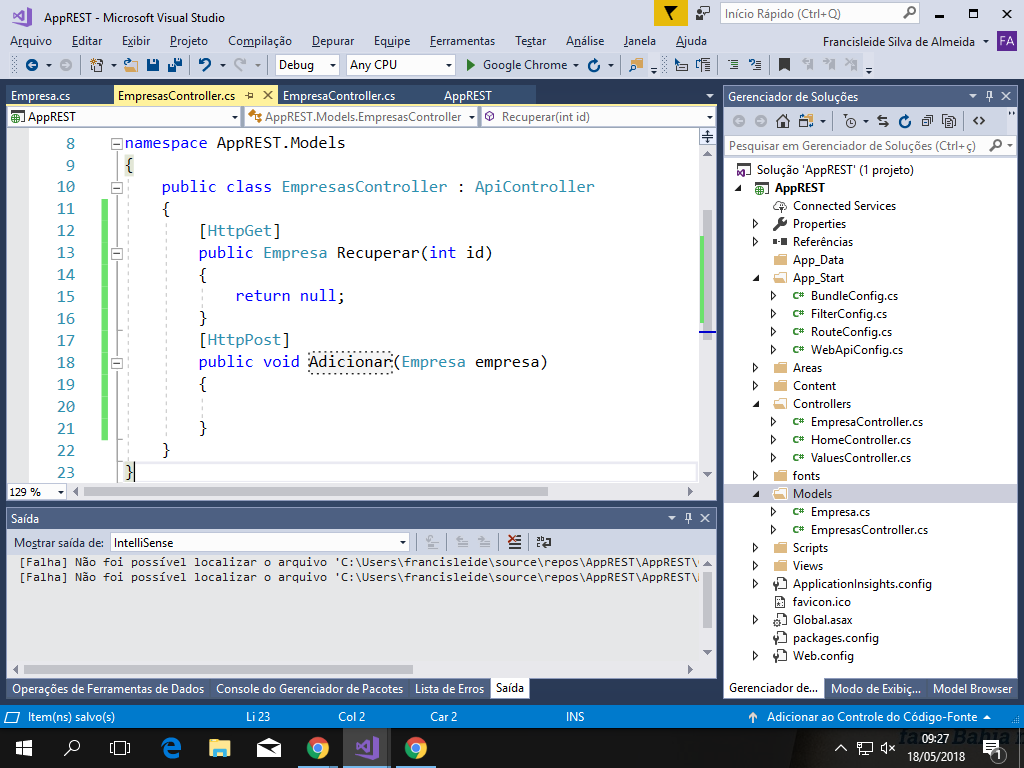 AppREST - Microsoft Visual Studio
Início Rápido (Ctrl+Q)
Arquivo Editar Exibir Projeto Compilação Depurar Equipe Ferramentas Testar Análise Janela Ajuda
Francisleide Silva de Almeida FA
Debug Any CPU Google Chrome
Empresa.cs EmpresasController.cs EmpresaController.cs AppREST
AppREST AppREST.Models.EmpresasController Recuperar(int id)
8 namespace AppREST.Models
9 {
10 public class EmpresasController : ApiController
11 {
12 [HttpGet]
13 public Empresa Recuperar(int id)
14 {
15 return null;
16 }
17 [HttpPost]
18 public void Adicionar(Empresa empresa)
19 {
20
21 }
22 }
23 }
129 %
Saída
Mostrar saída de: IntelliSense
[Falha] Não foi possível localizar o arquivo 'C:\Users\francisleide\source\repos\AppREST\AppREST\
[Falha] Não foi possível localizar o arquivo 'C:\Users\francisleide\source\repos\AppREST\AppREST\
Operações de Ferramentas de Dados Console do Gerenciador de Pacotes Lista de Erros Saída
Gerenciador de Soluções
Pesquisar em Gerenciador de Soluções (Ctrl+ç)
Solução 'AppREST' (1 projeto)
AppREST
Connected Services
Properties
Referências
App_Data
App_Start
C# BundleConfig.cs
C# FilterConfig.cs
C# RouteConfig.cs
C# WebApiConfig.cs
Areas
Content
Controllers
C# EmpresaController.cs
C# HomeController.cs
C# ValuesController.cs
fonts
Models
C# Empresa.cs
C# EmpresasController.cs
Scripts
Views
ApplicationInsights.config
favicon.ico
Global.asax
packages.config
Web.config
Gerenciador de... Modo de Exibiç... Model Browser
Item(ns) salvo(s) Li 23 Col 2 Car 2 INS Adicionar ao Controle do Código-Fonte
09:27
18/05/2018
1